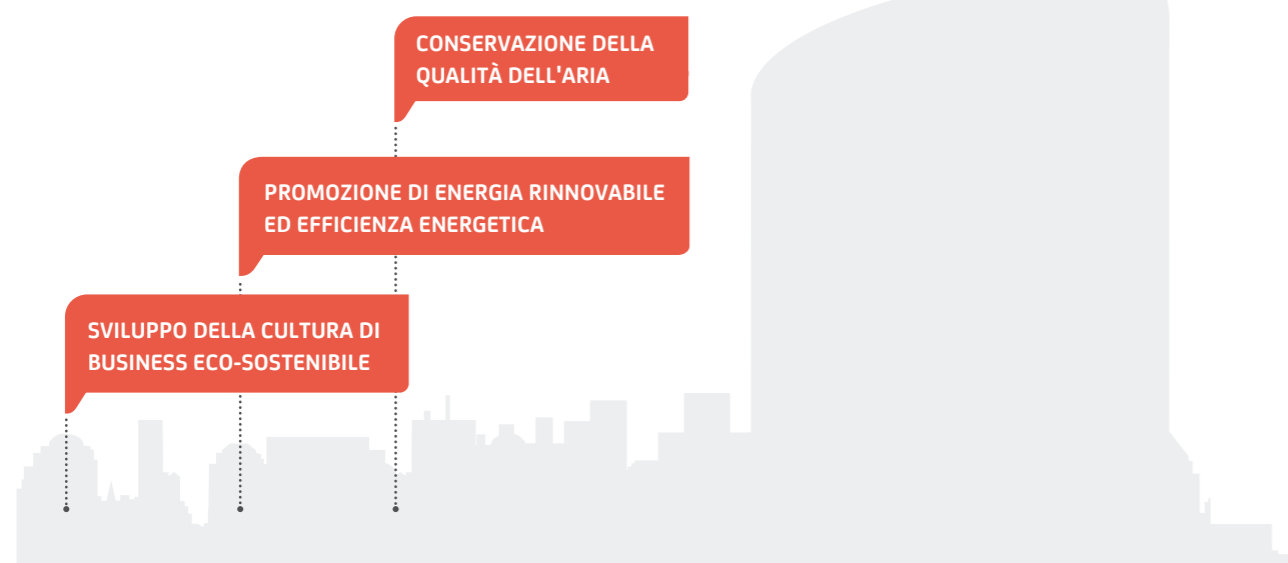 CONSERVAZIONE DELLA
QUALITÀ DELL'ARIA
PROMOZIONE DI ENERGIA RINNOVABILE
ED EFFICIENZA ENERGETICA
SVILUPPO DELLA CULTURA DI
BUSINESS ECO-SOSTENIBILE